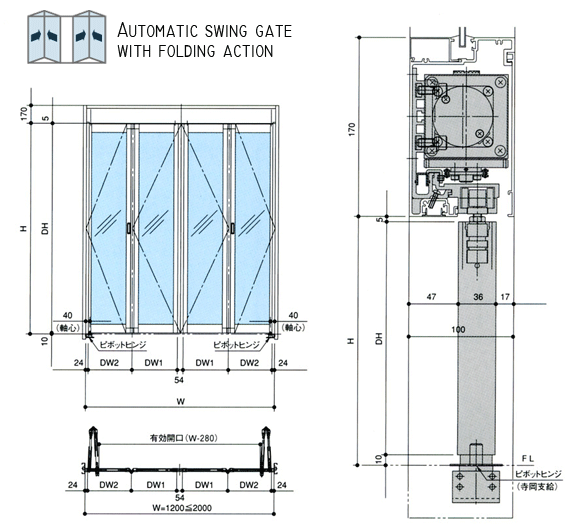 AUTOMATIC SWING GATE
WITH FOLDING ACTION
170
5
H
DH
10
40
(軸心)
40
(軸心)
ピボットヒンジ
ピボットヒンジ
24
DW2
DW1
54
DW1
DW2
24
W
有効開口(W-280)
24
DW2
DW1
54
DW1
DW2
24
W=1200≦2000
170
5
47
36
17
100
H
DH
10
FL
ピボットヒンジ
(寺岡支給)